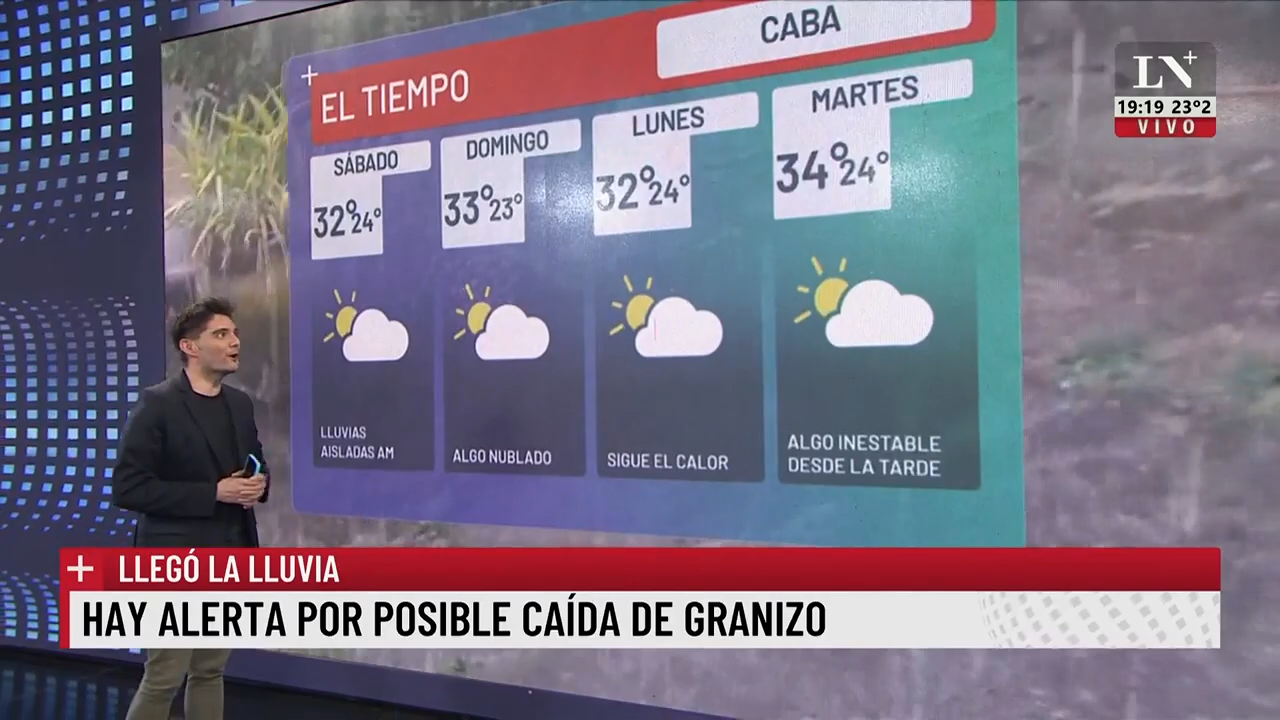 EL TIEMPO
CABA
SÁBADO
32° 24°
LLUVIAS
AISLADAS AM
DOMINGO
33° 23°
ALGO NUBLADO
LUNES
32° 24°
SIGUE EL CALOR
MARTES
34° 24°
ALGO INESTABLE
DESDE LA TARDE
LN+
19:19 23°2
VIVO
+ LLEGÓ LA LLUVIA
HAY ALERTA POR POSIBLE CAÍDA DE GRANIZO